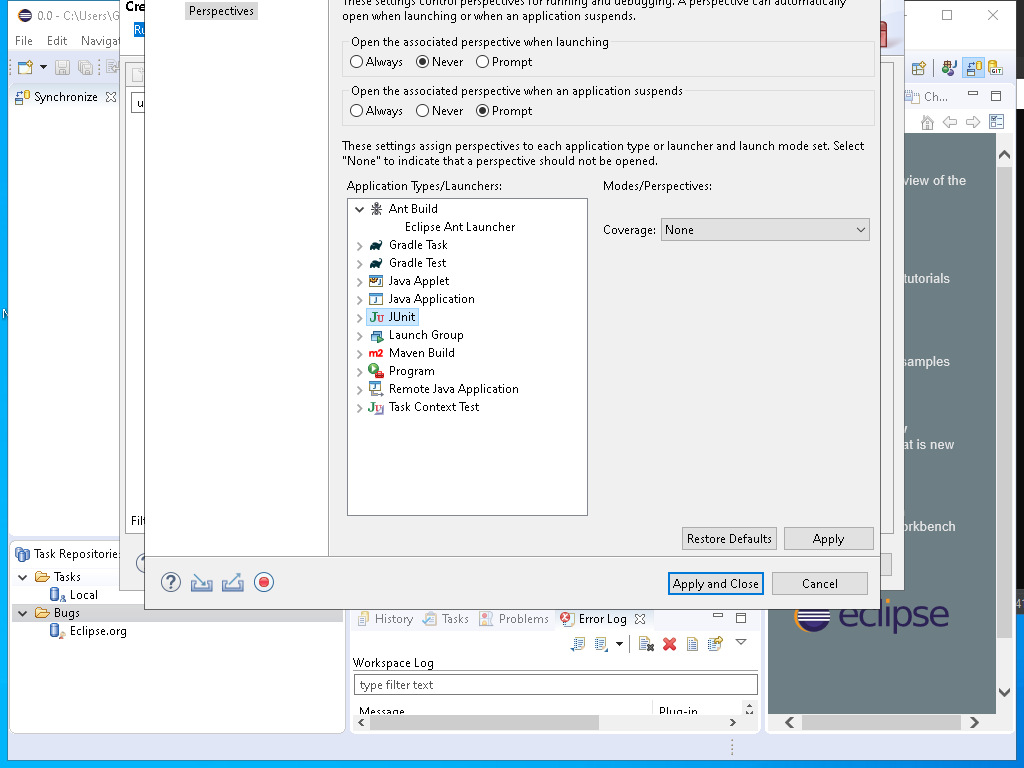 0.0 - C:\Users\G
Cre
File Edit Navigat
Ru
Synchronize
u
Filt
Perspectives
These settings control perspectives for running and debugging. A perspective can automatically
open when launching or when an application suspends.
Open the associated perspective when launching
Always Never Prompt
Open the associated perspective when an application suspends
Always Never Prompt
These settings assign perspectives to each application type or launcher and launch mode set. Select
"None" to indicate that a perspective should not be opened.
Application Types/Launchers:
Modes/Perspectives:
Ant Build
Eclipse Ant Launcher
Gradle Task
Gradle Test
Java Applet
Java Application
JUnit
Launch Group
Maven Build
Program
Remote Java Application
Task Context Test
Coverage: None
Restore Defaults Apply
Apply and Close Cancel
GIT
Ch...
view of the
tutorials
samples
at is new
orkbench
eclipse
Task Repositories
Tasks
Local
Bugs
Eclipse.org
History Tasks Problems Error Log
Workspace Log
type filter text
Message Plug-in